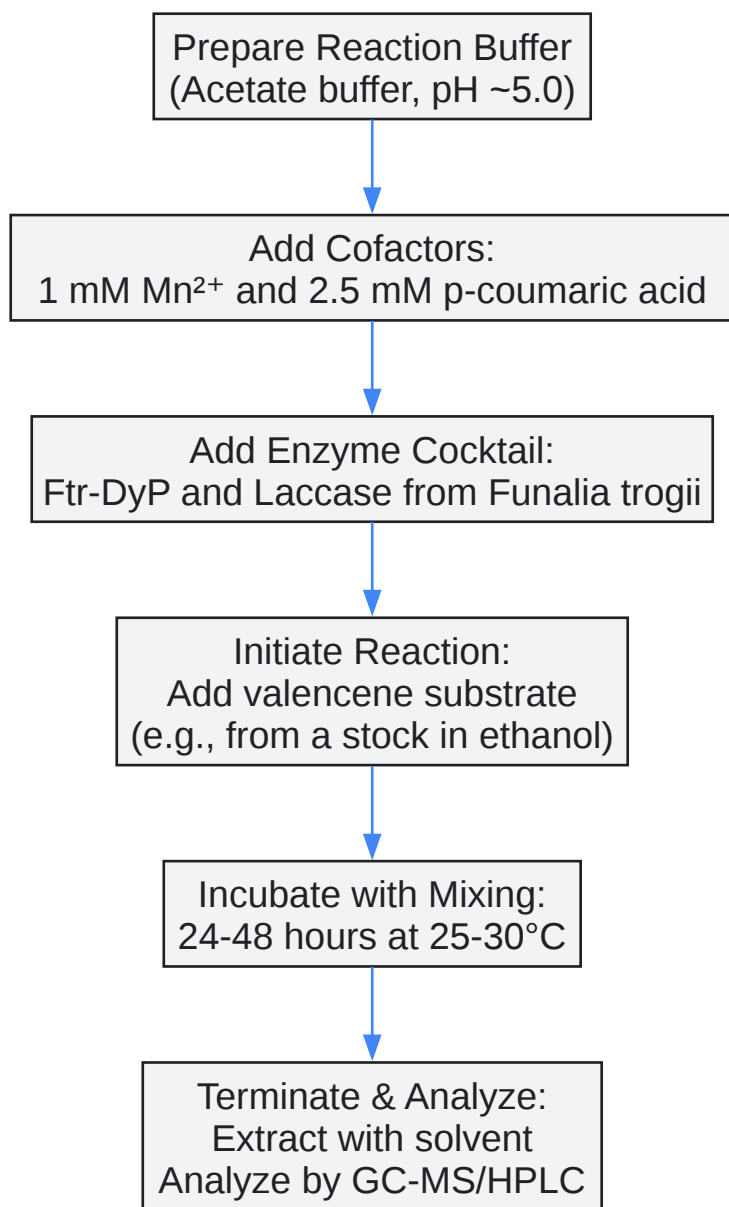 Prepare Reaction Buffer
(Acetate buffer, pH ~5.0)
Add Cofactors:
1 mM Mn²⁺ and 2.5 mM p-coumaric acid
Add Enzyme Cocktail:
Ftr-DyP and Laccase from Funalia trogii
Initiate Reaction:
Add valencene substrate
(e.g., from a stock in ethanol)
Incubate with Mixing:
24-48 hours at 25-30°C
Terminate & Analyze:
Extract with solvent
Analyze by GC-MS/HPLC